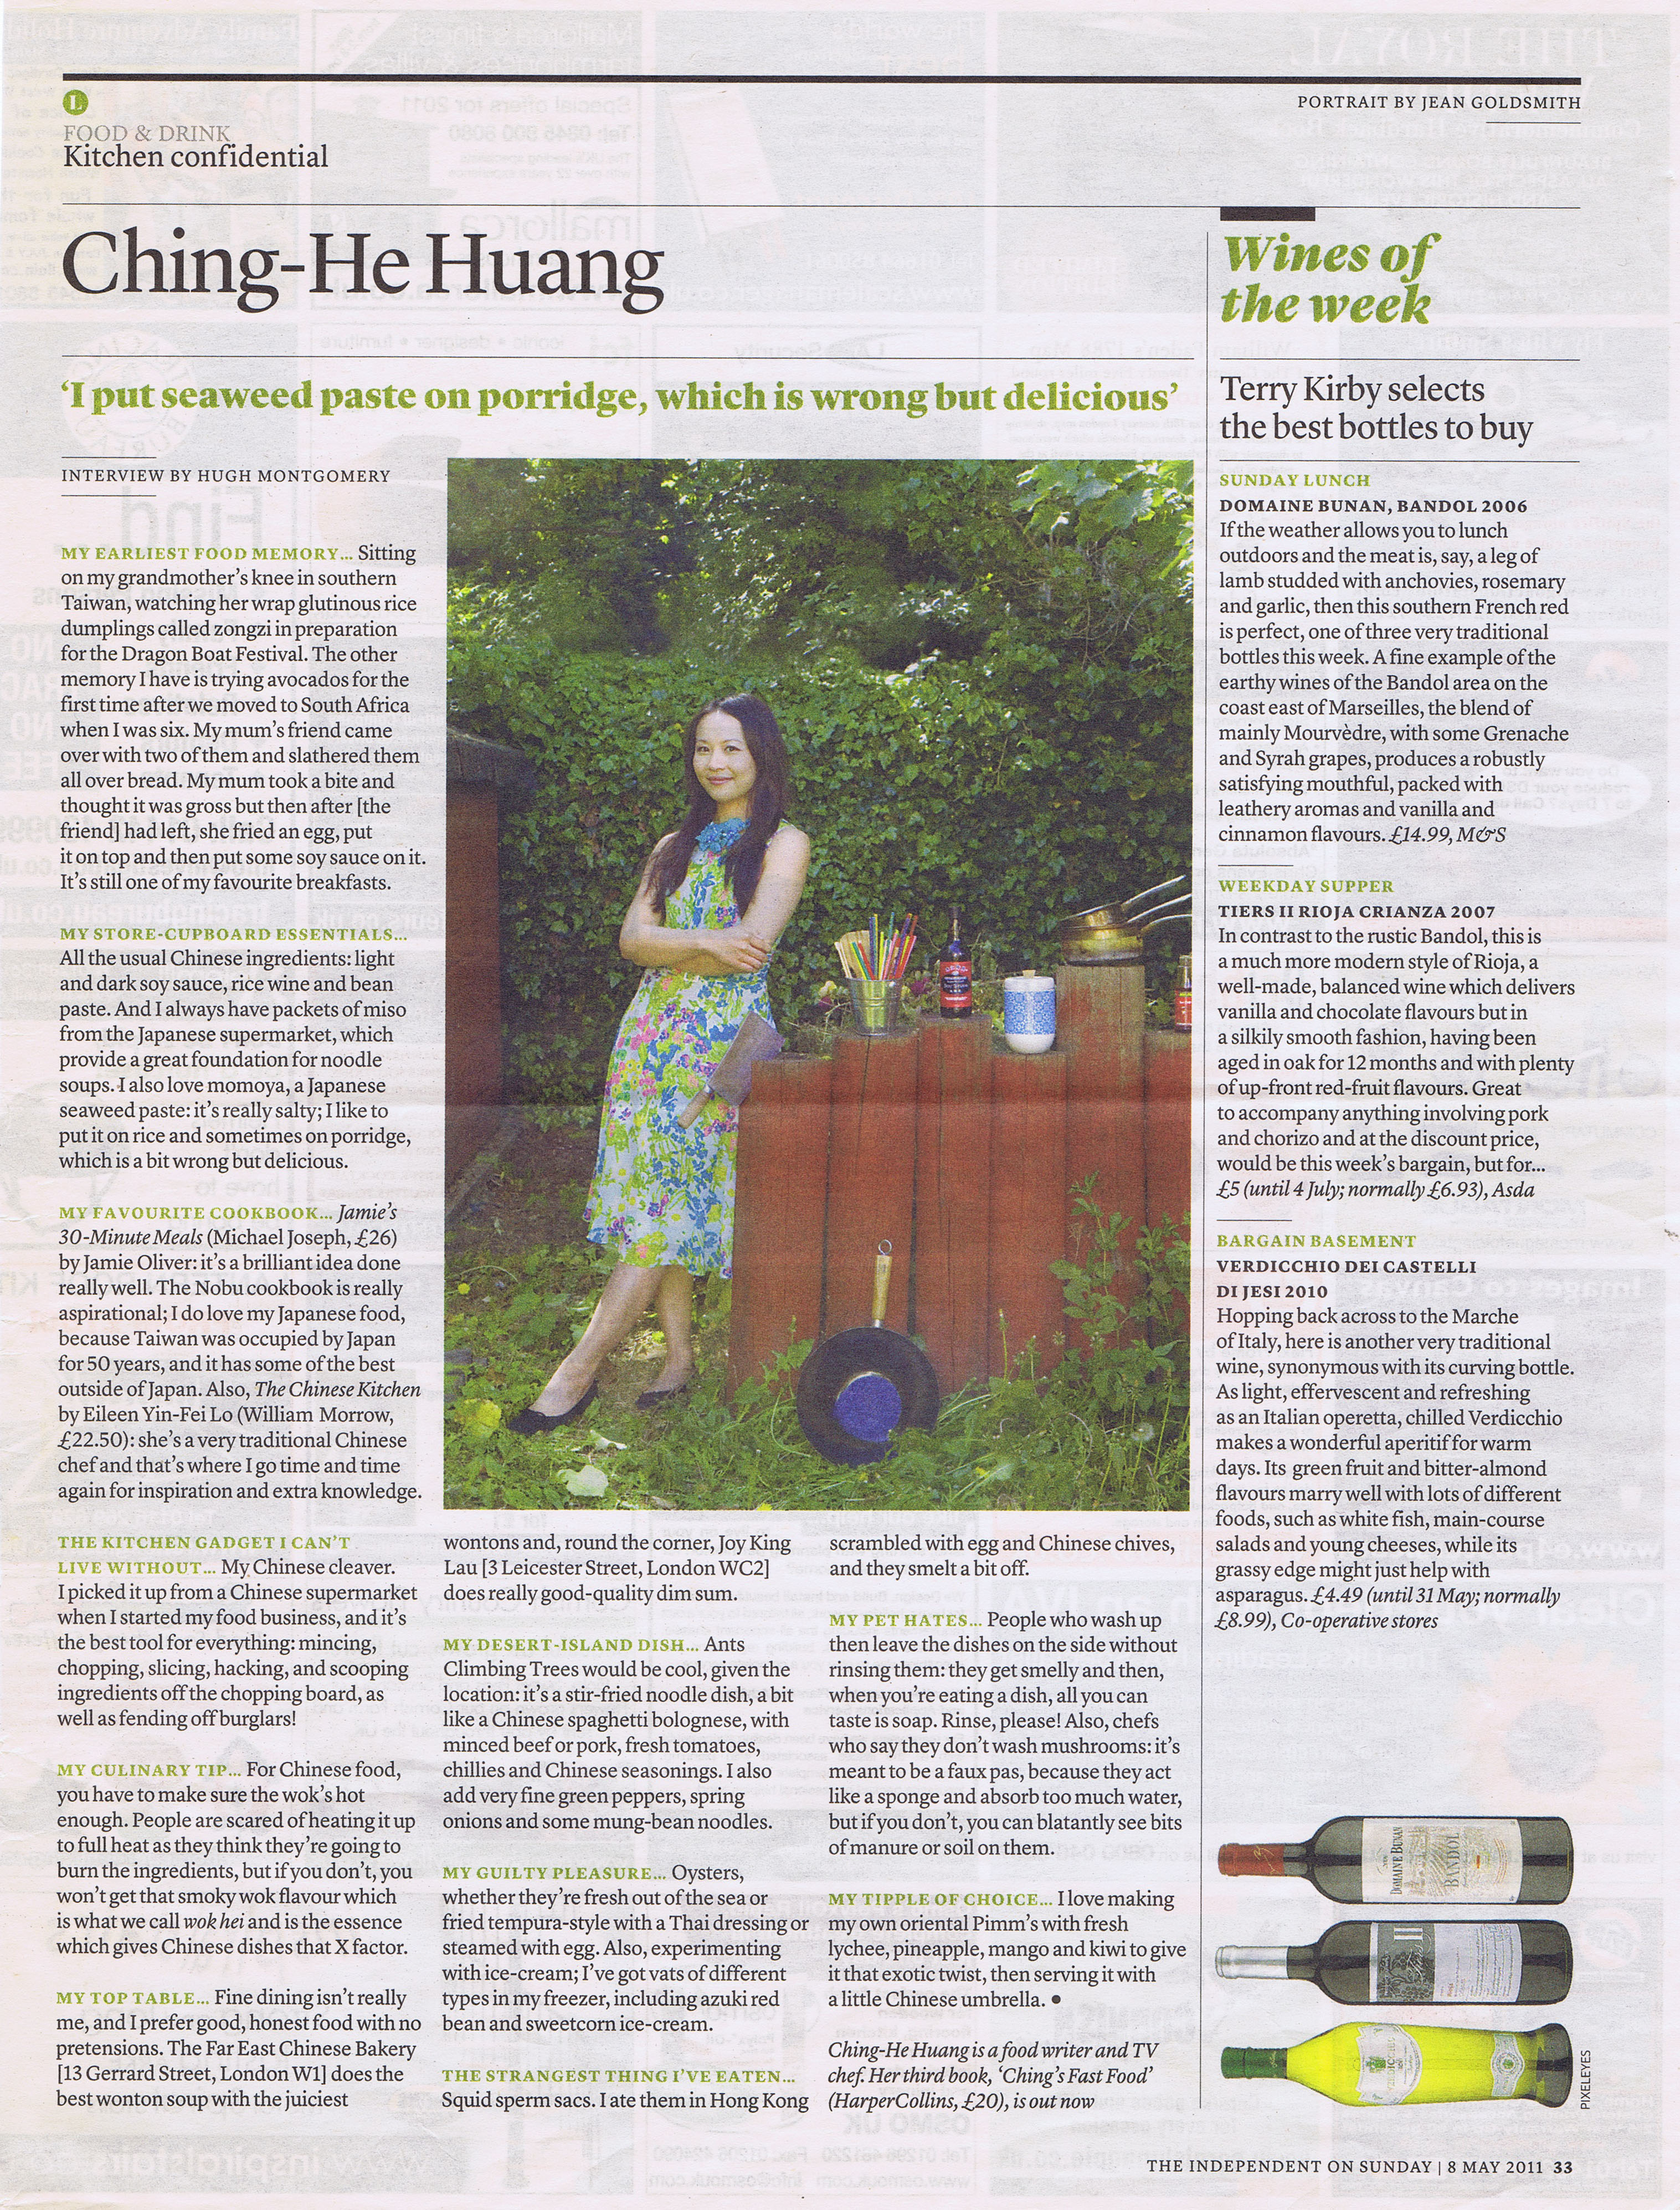 L
FOOD & DRINK
Kitchen confidential
PORTRAIT BY JEAN GOLDSMITH
Ching-He Huang
‘I put seaweed paste on porridge, which is wrong but delicious’
INTERVIEW BY HUGH MONTGOMERY
MY EARLIEST FOOD MEMORY... Sitting
on my grandmother’s knee in southern
Taiwan, watching her wrap glutinous rice
dumplings called zongzi in preparation
for the Dragon Boat Festival. The other
memory I have is trying avocados for the
first time after we moved to South Africa
when I was six. My mum’s friend came
over with two of them and slathered them
all over bread. My mum took a bite and
thought it was gross but then after [the
friend] had left, she fried an egg, put
it on top and then put some soy sauce on it.
It’s still one of my favourite breakfasts.
MY STORE-CUPBOARD ESSENTIALS...
All the usual Chinese ingredients: light
and dark soy sauce, rice wine and bean
paste. And I always have packets of miso
from the Japanese supermarket, which
provide a great foundation for noodle
soups. I also love momoya, a Japanese
seaweed paste: it’s really salty; I like to
put it on rice and sometimes on porridge,
which is a bit wrong but delicious.
MY FAVOURITE COOKBOOK... Jamie’s
30-Minute Meals (Michael Joseph, £26)
by Jamie Oliver: it’s a brilliant idea done
really well. The Nobu cookbook is really
aspirational; I do love my Japanese food,
because Taiwan was occupied by Japan
for 50 years, and it has some of the best
outside of Japan. Also, The Chinese Kitchen
by Eileen Yin-Fei Lo (William Morrow,
£22.50): she’s a very traditional Chinese
chef and that’s where I go time and time
again for inspiration and extra knowledge.
THE KITCHEN GADGET I CAN’T
LIVE WITHOUT... My Chinese cleaver.
I picked it up from a Chinese supermarket
when I started my food business, and it’s
the best tool for everything: mincing,
chopping, slicing, hacking, and scooping
ingredients off the chopping board, as
well as fending off burglars!
MY CULINARY TIP... For Chinese food,
you have to make sure the wok’s hot
enough. People are scared of heating it up
to full heat as they think they’re going to
burn the ingredients, but if you don’t, you
won’t get that smoky wok flavour which
is what we call wok hei and is the essence
which gives Chinese dishes that X factor.
MY TOP TABLE... Fine dining isn’t really
me, and I prefer good, honest food with no
pretensions. The Far East Chinese Bakery
[13 Gerrard Street, London W1] does the
best wonton soup with the juiciest
wontons and, round the corner, Joy King
Lau [3 Leicester Street, London WC2]
does really good-quality dim sum.
MY DESERT-ISLAND DISH... Ants
Climbing Trees would be cool, given the
location: it’s a stir-fried noodle dish, a bit
like a Chinese spaghetti bolognese, with
minced beef or pork, fresh tomatoes,
chillies and Chinese seasonings. I also
add very fine green peppers, spring
onions and some mung-bean noodles.
MY GUILTY PLEASURE... Oysters,
whether they’re fresh out of the sea or
fried tempura-style with a Thai dressing or
steamed with egg. Also, experimenting
with ice-cream; I’ve got vats of different
types in my freezer, including azuki red
bean and sweetcorn ice-cream.
THE STRANGEST THING I’VE EATEN...
Squid sperm sacs. I ate them in Hong Kong
scrambled with egg and Chinese chives,
and they smelt a bit off.
MY PET HATES... People who wash up
then leave the dishes on the side without
rinsing them: they get smelly and then,
when you’re eating a dish, all you can
taste is soap. Rinse, please! Also, chefs
who say they don’t wash mushrooms: it’s
meant to be a faux pas, because they act
like a sponge and absorb too much water,
but if you don’t, you can blatantly see bits
of manure or soil on them.
MY TIPPLE OF CHOICE... I love making
my own oriental Pimm’s with fresh
lychee, pineapple, mango and kiwi to give
it that exotic twist, then serving it with
a little Chinese umbrella. ●
Ching-He Huang is a food writer and TV
chef. Her third book, ‘Ching’s Fast Food’
(HarperCollins, £20), is out now
Wines of
the week
Terry Kirby selects
the best bottles to buy
SUNDAY LUNCH
DOMAINE BUNAN, BANDOL 2006
If the weather allows you to lunch
outdoors and the meat is, say, a leg of
lamb studded with anchovies, rosemary
and garlic, then this southern French red
is perfect, one of three very traditional
bottles this week. A fine example of the
earthy wines of the Bandol area on the
coast east of Marseilles, the blend of
mainly Mourvèdre, with some Grenache
and Syrah grapes, produces a robustly
satisfying mouthful, packed with
leathery aromas and vanilla and
cinnamon flavours. £14.99, M&S
WEEKDAY SUPPER
TIERS II RIOJA CRIANZA 2007
In contrast to the rustic Bandol, this is
a much more modern style of Rioja, a
well-made, balanced wine which delivers
vanilla and chocolate flavours but in
a silkily smooth fashion, having been
aged in oak for 12 months and with plenty
of up-front red-fruit flavours. Great
to accompany anything involving pork
and chorizo and at the discount price,
would be this week’s bargain, but for...
£5 (until 4 July; normally £6.93), Asda
BARGAIN BASEMENT
VERDICCHIO DEI CASTELLI
DI JESI 2010
Hopping back across to the Marche
of Italy, here is another very traditional
wine, synonymous with its curving bottle.
As light, effervescent and refreshing
as an Italian operetta, chilled Verdicchio
makes a wonderful aperitif for warm
days. Its green fruit and bitter-almond
flavours marry well with lots of different
foods, such as white fish, main-course
salads and young cheeses, while its
grassy edge might just help with
asparagus. £4.49 (until 31 May; normally
£8.99), Co-operative stores
DOMAINE BUNAN
BANDOL
II
PIXELEYES
THE INDEPENDENT ON SUNDAY | 8 MAY 2011 33